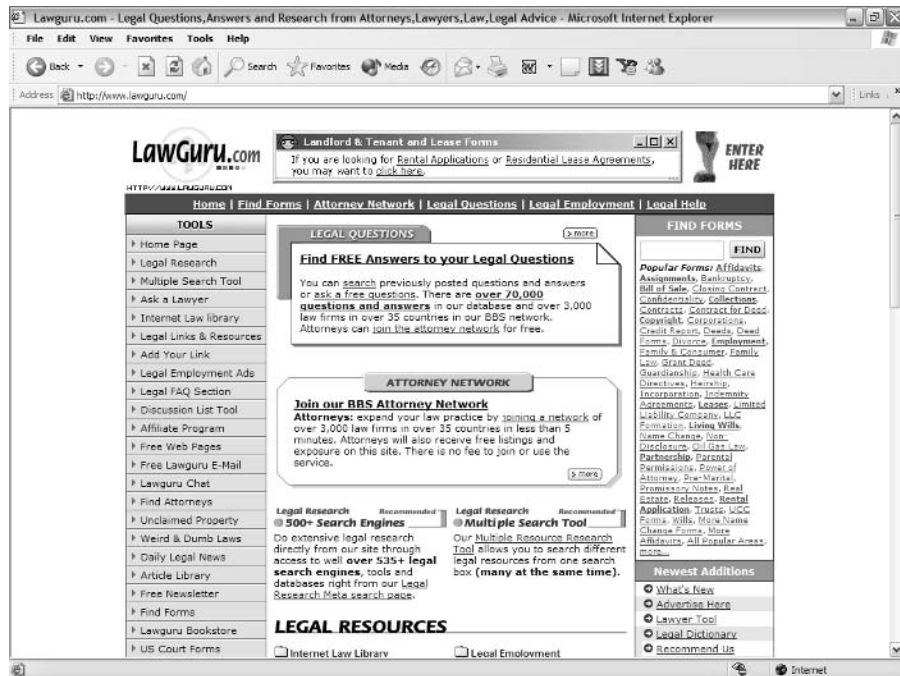 Lawguru.com - Legal Questions,Answers and Research from Attorneys,Lawyers,Law,Legal Advice - Microsoft Internet Explorer
File Edit View Favorites Tools Help
Back Search Favorites Media
Address http://www.lawguru.com/ Links
LAWGURU.com
HTTP://WWW.LAWGURU.COM
Landlord & Tenant and Lease Forms
If you are looking for Rental Applications or Residential Lease Agreements,
you may want to click here.
ENTER
HERE
Home | Find Forms | Attorney Network | Legal Questions | Legal Employment | Legal Help
TOOLS
Home Page
Legal Research
Multiple Search Tool
Ask a Lawyer
Internet Law library
Legal Links & Resources
Add Your Link
Legal Employment Ads
Legal FAQ Section
Discussion List Tool
Affiliate Program
Free Web Pages
Free Lawguru E-Mail
Lawguru Chat
Find Attorneys
Unclaimed Property
Weird & Dumb Laws
Daily Legal News
Article Library
Free Newsletter
Find Forms
Lawguru Bookstore
US Court Forms
LEGAL QUESTIONS
more
Find FREE Answers to your Legal Questions
You can search previously posted questions and answers
or ask a free questions. There are over 70,000
questions and answers in our database and over 3,000
law firms in over 35 countries in our BBS network.
Attorneys can join the attorney network for free.
ATTORNEY NETWORK
Join our BBS Attorney Network
Attorneys: expand your law practice by joining a network of
over 3,000 law firms in over 35 countries in less than 5
minutes. Attorneys will also receive free listings and
exposure on this site. There is no fee to join or use the
service.
more
Legal Research Recommended
500+ Search Engines
Do extensive legal research
directly from our site through
access to well over 535+ legal
search engines, tools and
databases right from our Legal
Research Meta search page.
Legal Research Recommended
Multiple Search Tool
Our Multiple Resource Research
Tool allows you to search different
legal resources from one search
box (many at the same time).
LEGAL RESOURCES
Internet Law Library
Legal Employment
FIND FORMS
FIND
Popular Forms: Affidavits,
Assignments, Bankruptcy,
Bill of Sale, Closing Contract,
Confidentiality, Collections,
Contracts, Contract for Deed,
Copyright, Corporations,
Credit Report, Deeds, Deed
Forms, Divorce, Employment,
Family & Consumer, Family
Law, Grant Deed,
Guardianship, Health Care
Directives, Heirship,
Incorporation, Indemnity
Agreements, Leases, Limited
Liability Company, LLC
Formation, Living Wills,
Name Change, Non-
Disclosure, Oil Gas Law,
Partnership, Parental
Permissions, Power of
Attorney, Pre-Marital,
Promissory Notes, Real
Estate, Releases, Rental
Application, Trusts, UCC
Forms, Wills, More Name
Change Forms, More
Affidavits, All Popular Areas,
more...
Newest Additions
What's New
Advertise Here
Lawyer Tool
Legal Dictionary
Recommend Us
Internet